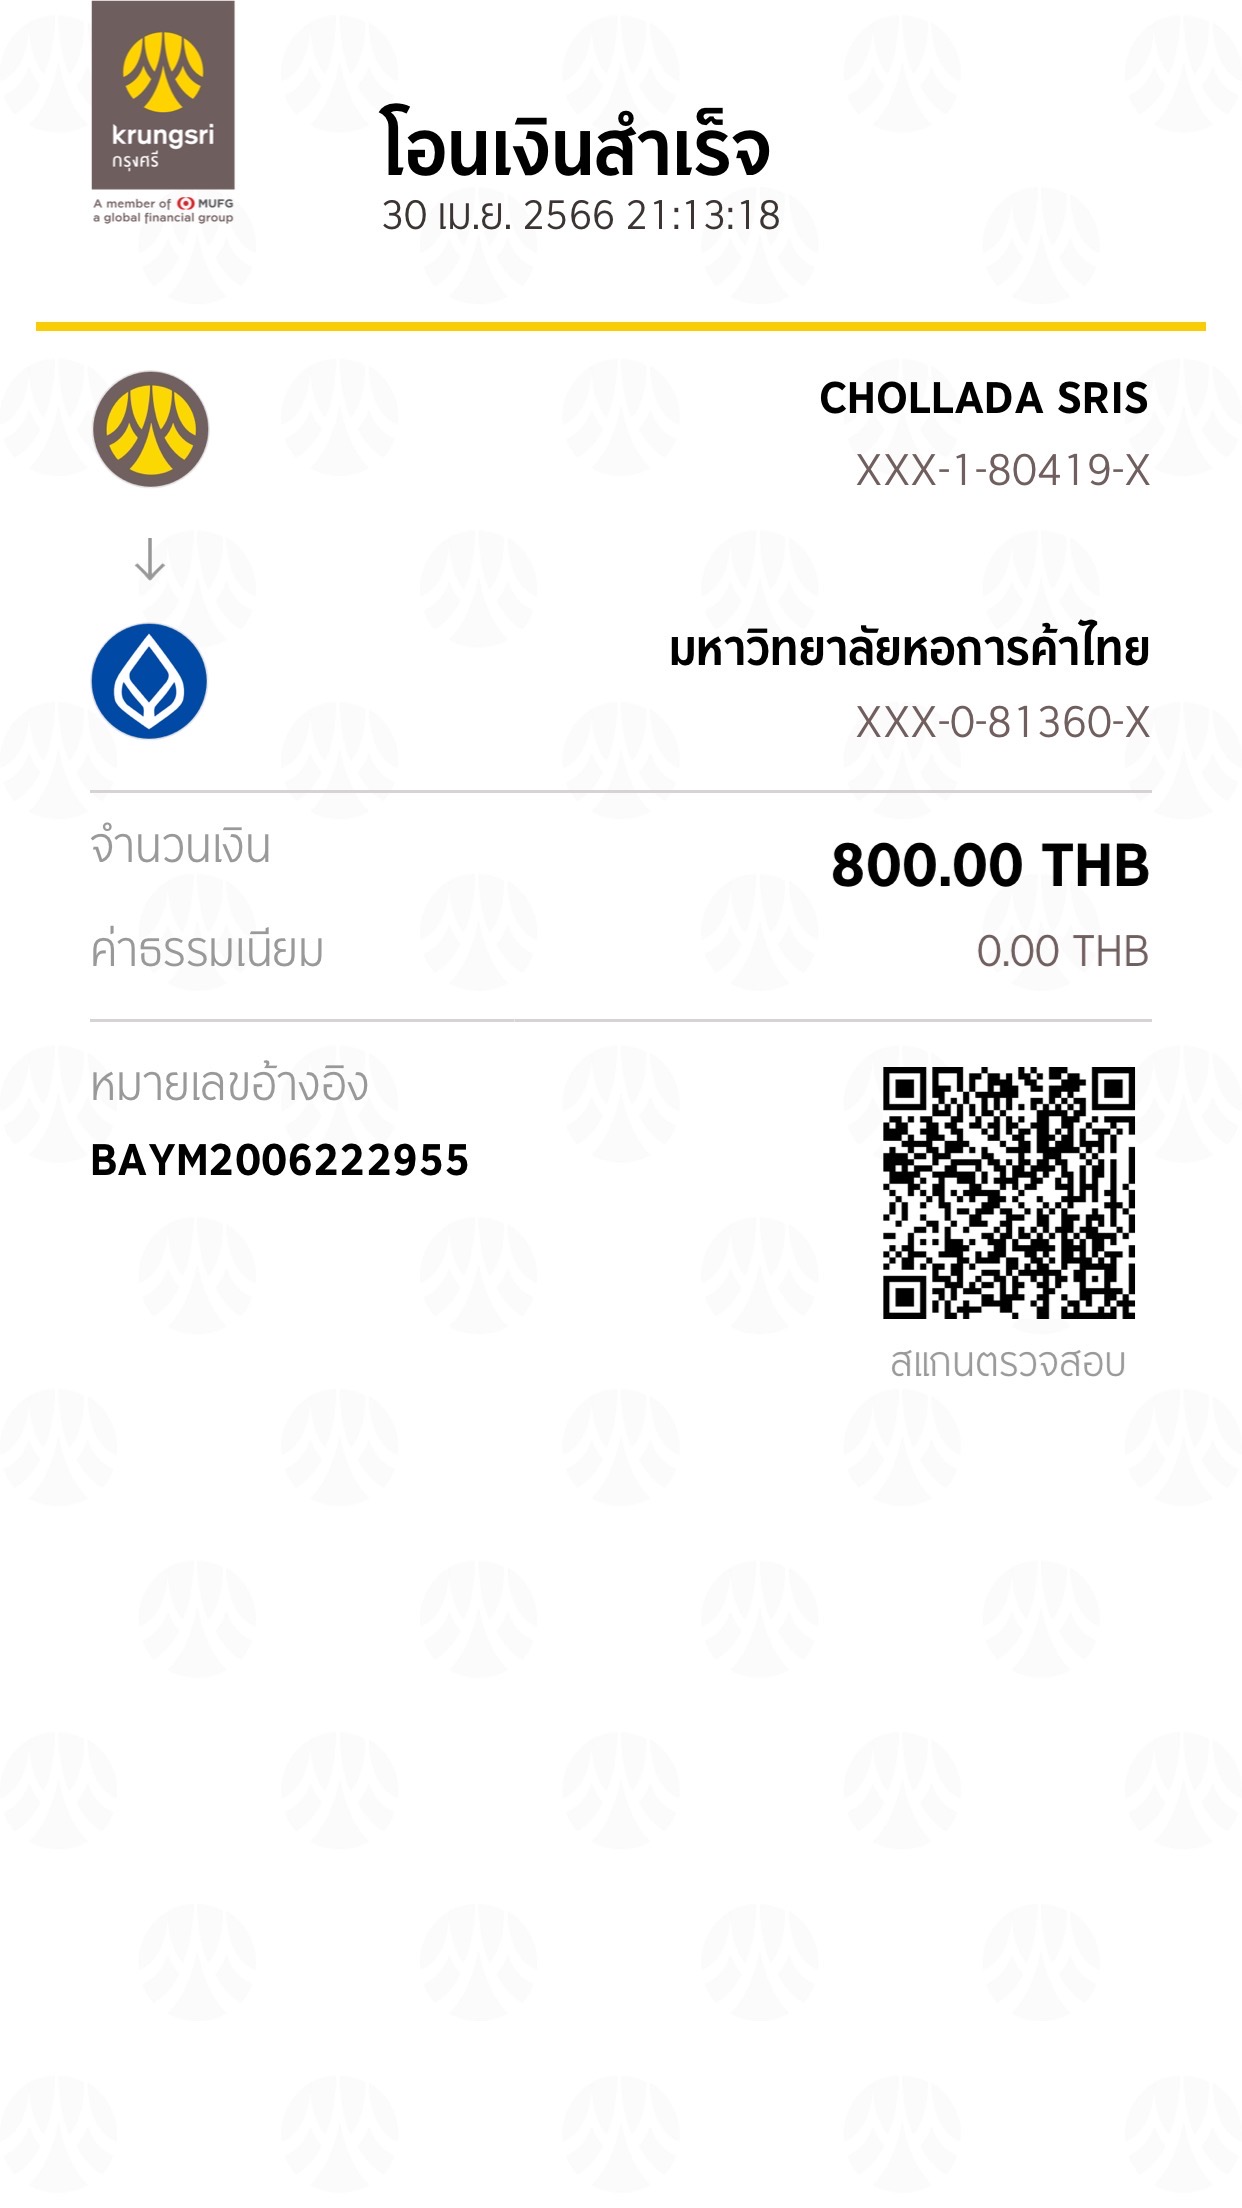 krungsri
กรุงศรี
A member of MUFG
a global financial group
โอนเงินสำเร็จ
30 เม.ย. 2566 21:13:18
CHOLLADA SRIS
XXX-1-80419-X
มหาวิทยาลัยหอการค้าไทย
XXX-0-81360-X
จำนวนเงิน
800.00 THB
ค่าธรรมเนียม
0.00 THB
หมายเลขอ้างอิง
BAYM2006222955
สแกนตรวจสอบ